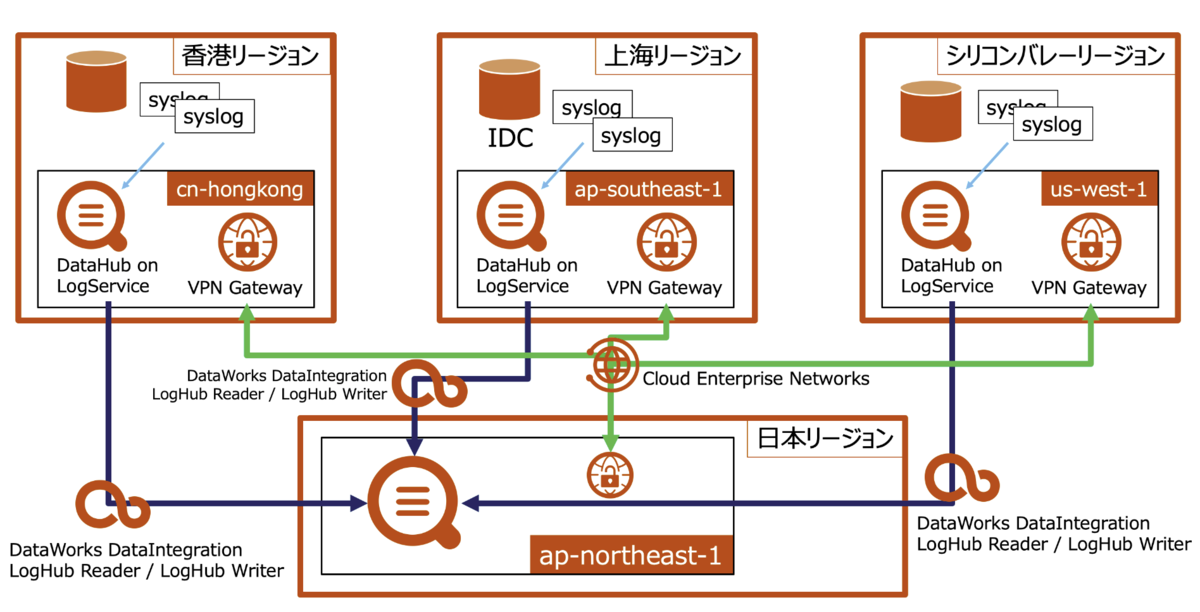 香港リージョン
syslog
syslog
cn-hongkong
DataHub on
LogService
VPN Gateway
上海リージョン
syslog
syslog
IDC
ap-southeast-1
DataHub on
LogService
VPN Gateway
シリコンバレーリージョン
syslog
syslog
us-west-1
DataHub on
LogService
VPN Gateway
DataWorks DataIntegration
LogHub Reader / LogHub Writer
Cloud Enterprise Networks
日本リージョン
ap-northeast-1
DataWorks DataIntegration
LogHub Reader / LogHub Writer
DataWorks DataIntegration
LogHub Reader / LogHub Writer